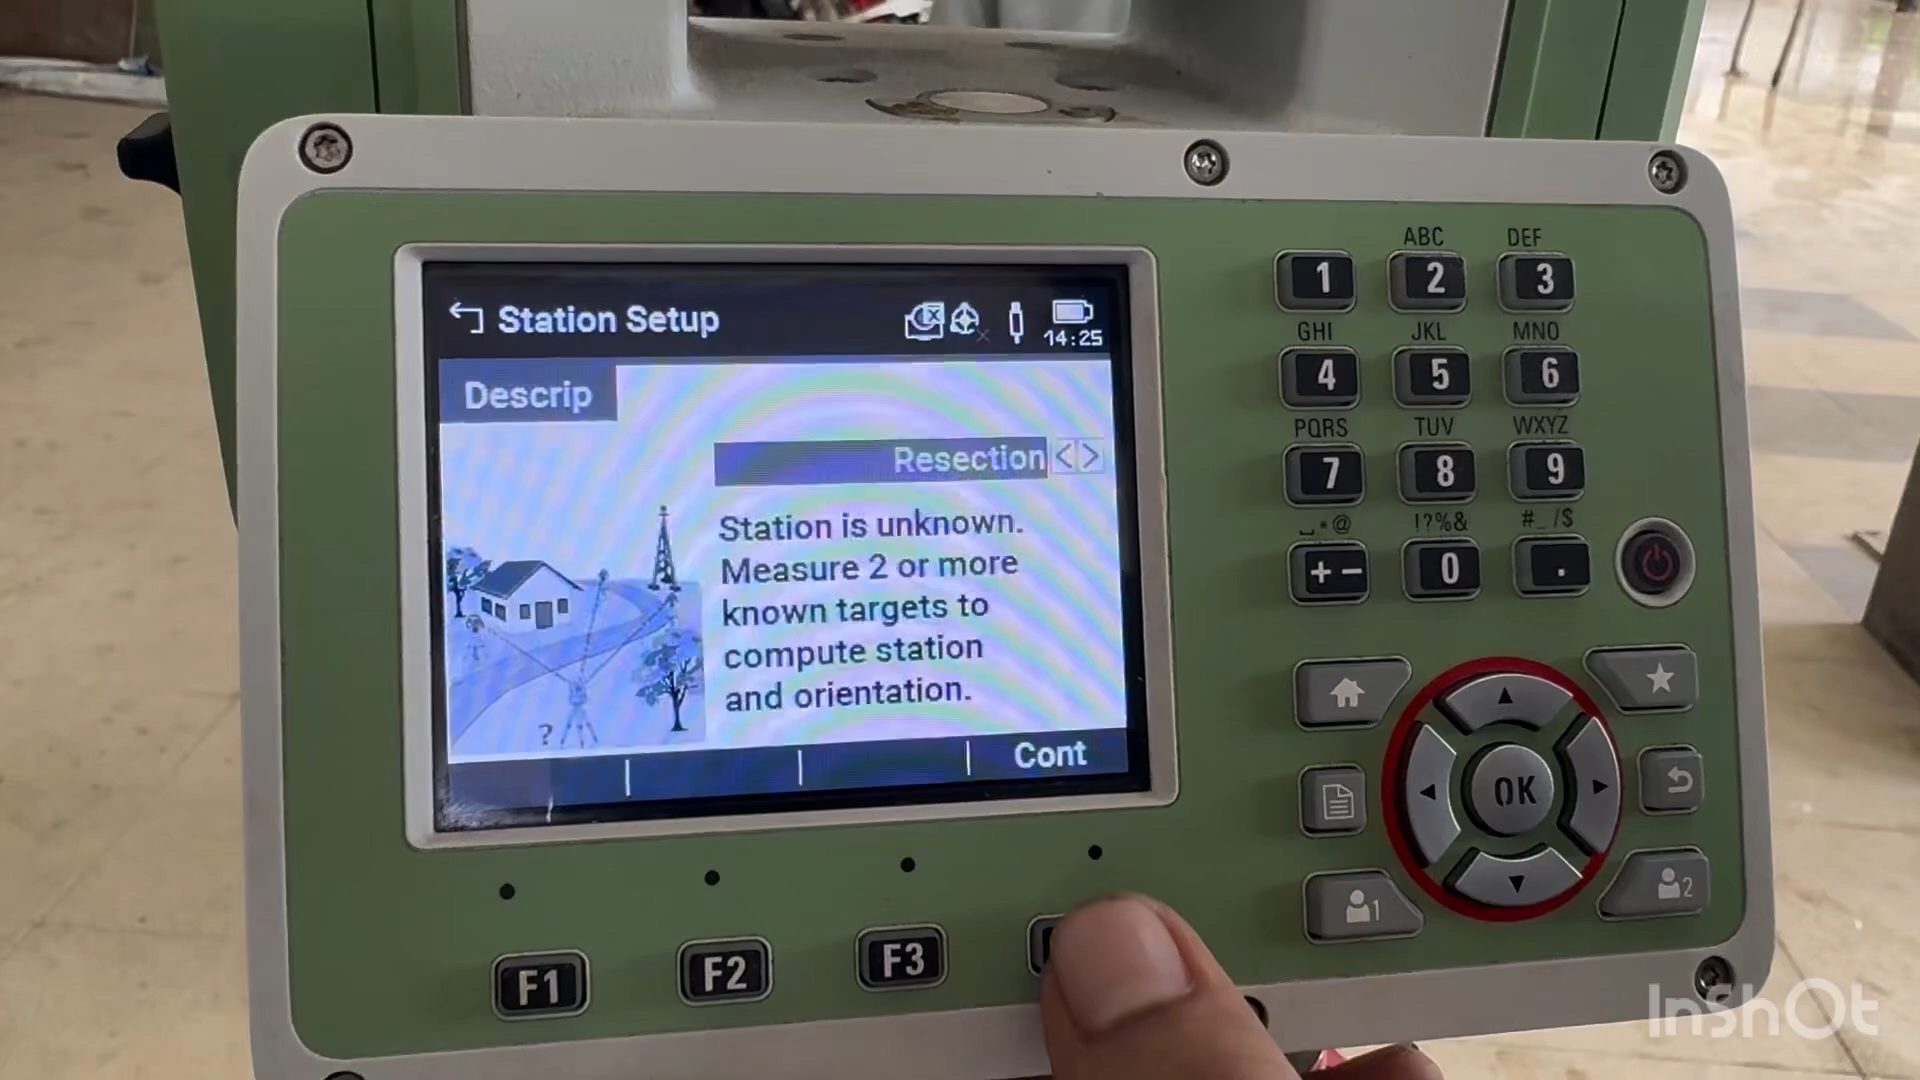 Station Setup
14:25
Descrip
Resection
Station is unknown.
Measure 2 or more
known targets to
compute station
and orientation.
?
Cont
ABC DEF
1 2 3
GHI JKL MNO
4 5 6
PQRS TUV WXYZ
7 8 9
*@ !?%& #_/$
+ - 0 .
OK
1 2
F1 F2 F3
InShOt